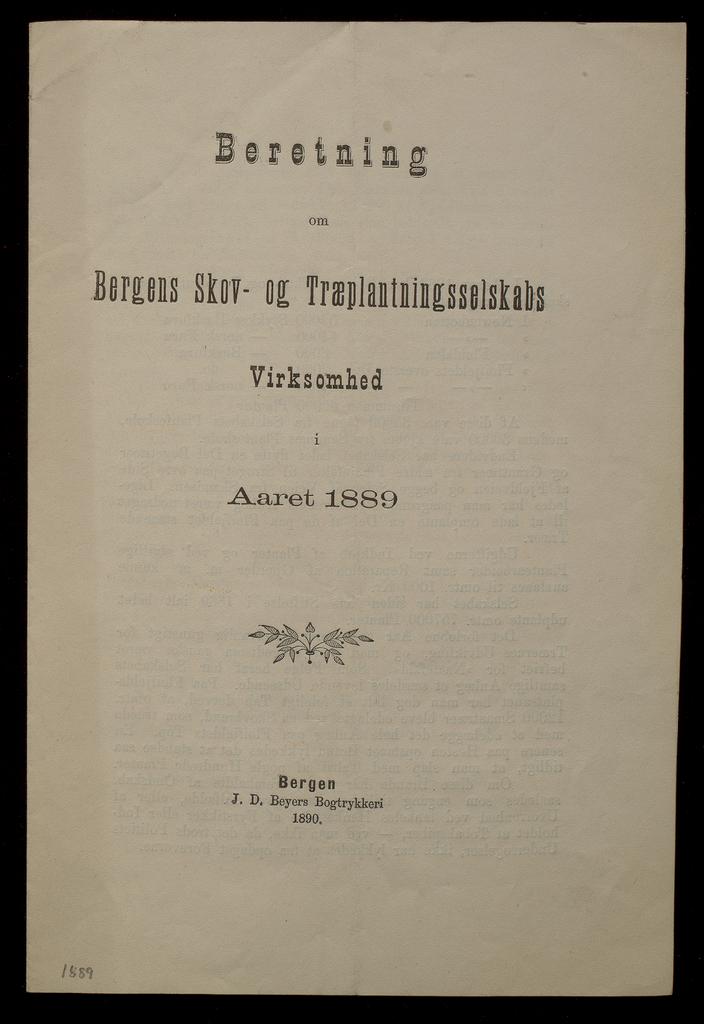 Beretning
om
Bergens Skov- og Træplantningsselskabs
Virksomhed
i
Aaret 1889
Bergen
J. D. Beyers Bogtrykkeri
1890.
1889